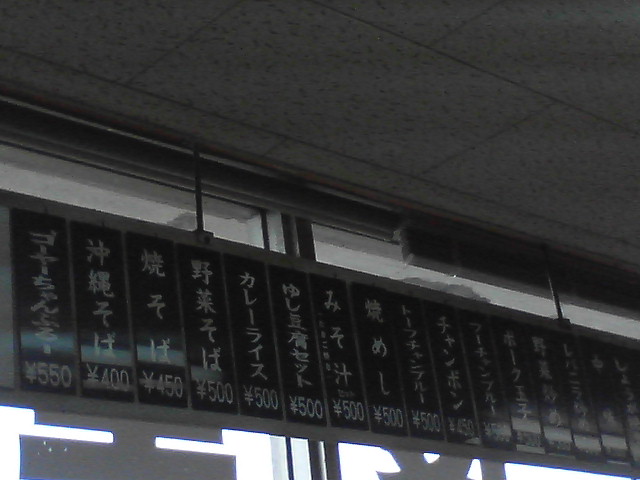 ゴーヤーちゃんぷるー
¥550
沖縄そば
¥400
焼そば
¥450
野菜そば
¥500
カレーライス
¥500
ゆし豆腐セット
¥500
みそ汁
¥500
焼めし
¥500
トーフチャンプルー
¥500
チャンポン
¥450
フーチャンプルー
ポーク玉子
野菜炒め